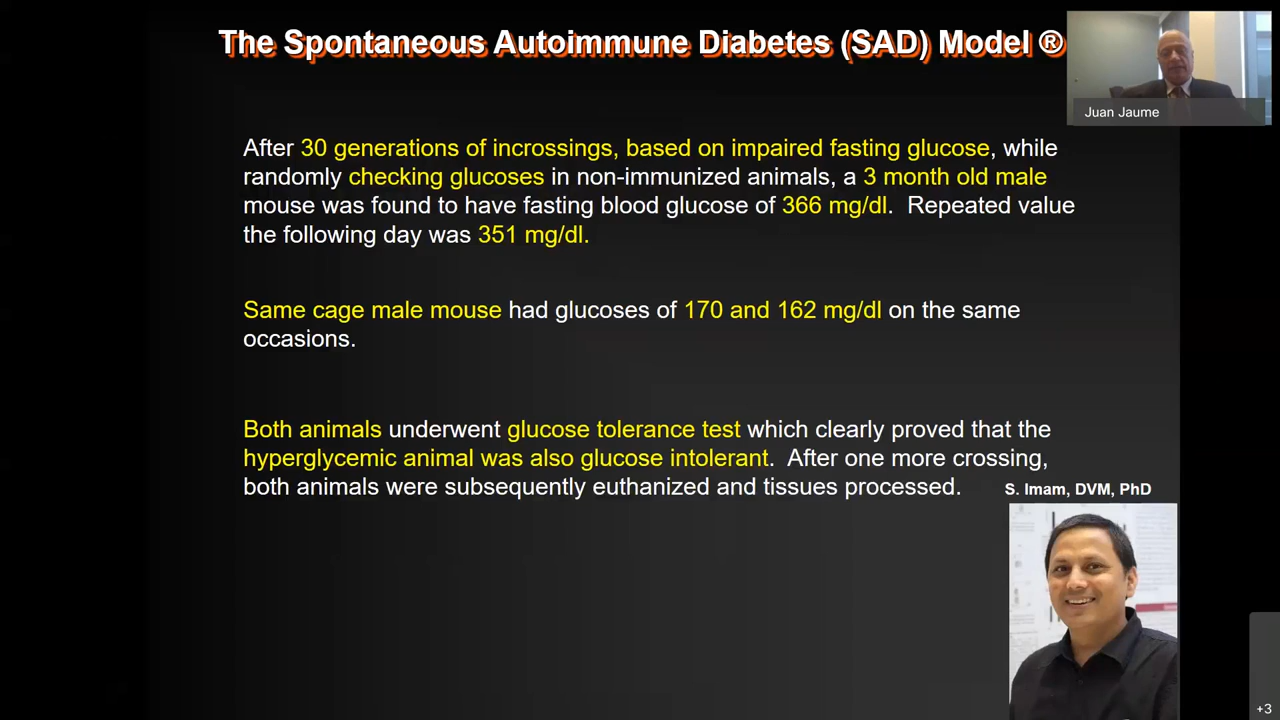 The Spontaneous Autoimmune Diabetes (SAD) Model ®
Juan Jaume
After 30 generations of incrossings, based on impaired fasting glucose, while
randomly checking glucoses in non-immunized animals, a 3 month old male
mouse was found to have fasting blood glucose of 366 mg/dl.  Repeated value
the following day was 351 mg/dl.
Same cage male mouse had glucoses of 170 and 162 mg/dl on the same
occasions.
Both animals underwent glucose tolerance test which clearly proved that the
hyperglycemic animal was also glucose intolerant.  After one more crossing,
both animals were subsequently euthanized and tissues processed.
S. Imam, DVM, PhD
+3